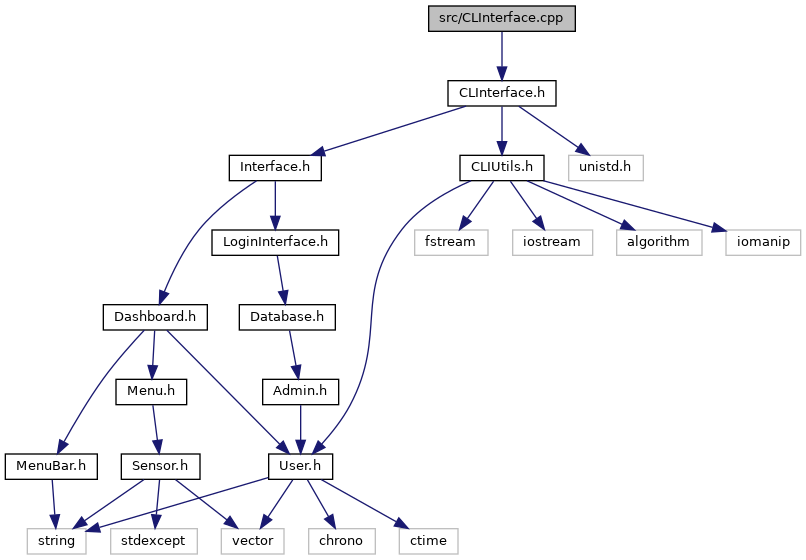 src/CLInterface.cpp
CLInterface.h
Interface.h
CLIUtils.h
unistd.h
LoginInterface.h
fstream
iostream
algorithm
iomanip
Dashboard.h
Database.h
Menu.h
Admin.h
MenuBar.h
Sensor.h
User.h
string
stdexcept
vector
chrono
ctime